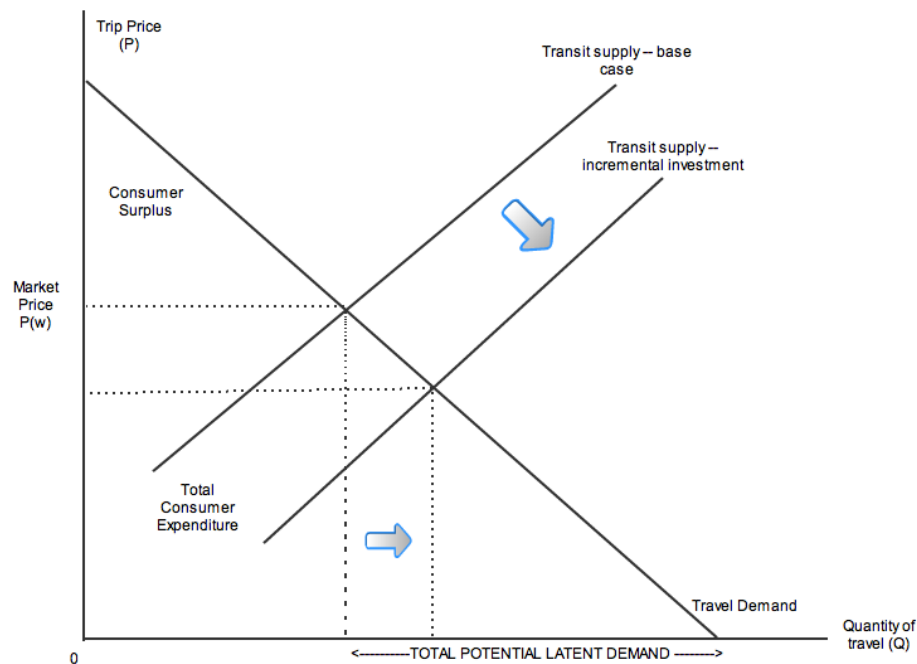 Trip Price
(P)
Transit supply -- base
case
Transit supply --
incremental investment
Consumer
Surplus
Market
Price
P(w)
Total
Consumer
Expenditure
Travel Demand
Quantity of
travel (Q)
0
<----------TOTAL POTENTIAL LATENT DEMAND -------->